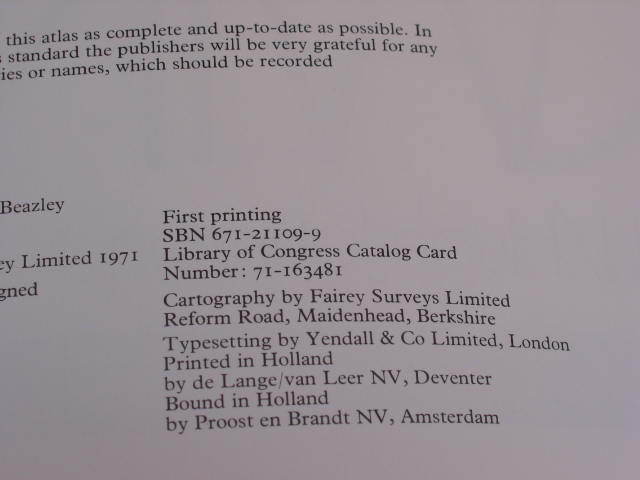 this atlas as complete and up-to-date as possible. In
standard the publishers will be very grateful for any
ies or names, which should be recorded
Beazley
First printing
SBN 671-21109-9
ey Limited 1971
Library of Congress Catalog Card
Number: 71-163481
gned
Cartography by Fairey Surveys Limited
Reform Road, Maidenhead, Berkshire
Typesetting by Yendall & Co Limited, London
Printed in Holland
by de Lange/van Leer NV, Deventer
Bound in Holland
by Proost en Brandt NV, Amsterdam